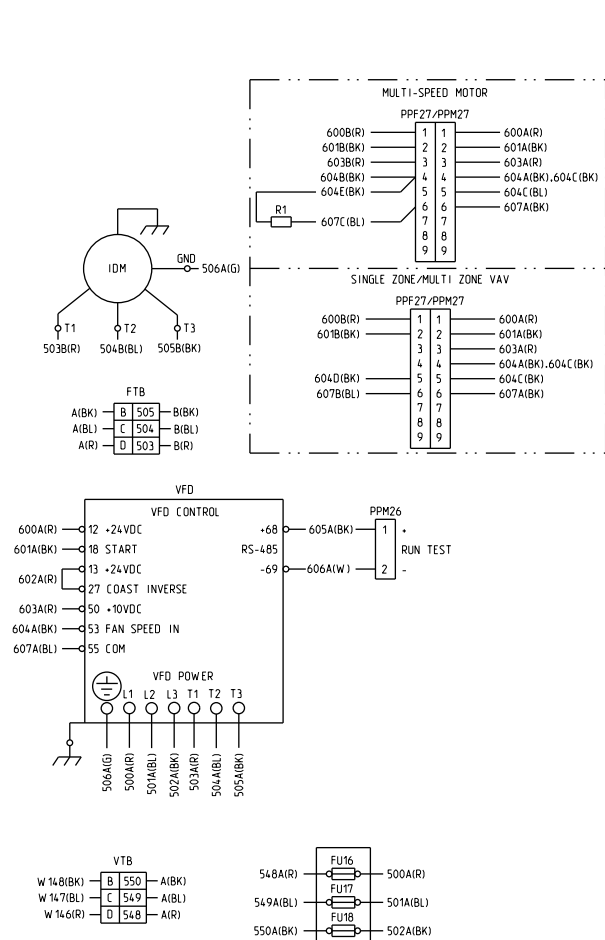 MULTI-SPEED MOTOR
PPF27/PPM27
600B(R) 1 1 600A(R)
601B(BK) 2 2 601A(BK)
603B(R) 3 3 603A(R)
604B(BK) 4 4 604A(BK).604C(BK)
604E(BK) 5 5 604C(BL)
6 6 607A(BK)
R1 607C(BL) 7 7
8 8
9 9
IDM GND 506A(G)
T1 T2 T3
503B(R) 504B(BL) 505B(BK)
SINGLE ZONE/MULTI ZONE VAV
PPF27/PPM27
600B(R) 1 1 600A(R)
601B(BK) 2 2 601A(BK)
3 3 603A(R)
4 4 604A(BK).604C(BK)
604D(BK) 5 5 604C(BK)
607B(BL) 6 6 607A(BK)
7 7
8 8
9 9
FTB
A(BK) B 505 B(BK)
A(BL) C 504 B(BL)
A(R) D 503 B(R)
VFD
VFD CONTROL
PPM26
600A(R) 12 +24VDC +68 605A(BK) 1 +
601A(BK) 18 START RS-485 RUN TEST
602A(R) 13 +24VDC -69 606A(W) 2 -
27 COAST INVERSE
603A(R) 50 +10VDC
604A(BK) 53 FAN SPEED IN
607A(BL) 55 COM
VFD POWER
L1 L2 L3 T1 T2 T3
506A(G) 500A(R) 501A(BL) 502A(BK) 503A(R) 504A(BL) 505A(BK)
VTB
W148(BK) B 550 A(BK)
W147(BL) C 549 A(BL)
W146(R) D 548 A(R)
FU16
548A(R) 500A(R)
FU17
549A(BL) 501A(BL)
FU18
550A(BK) 502A(BK)